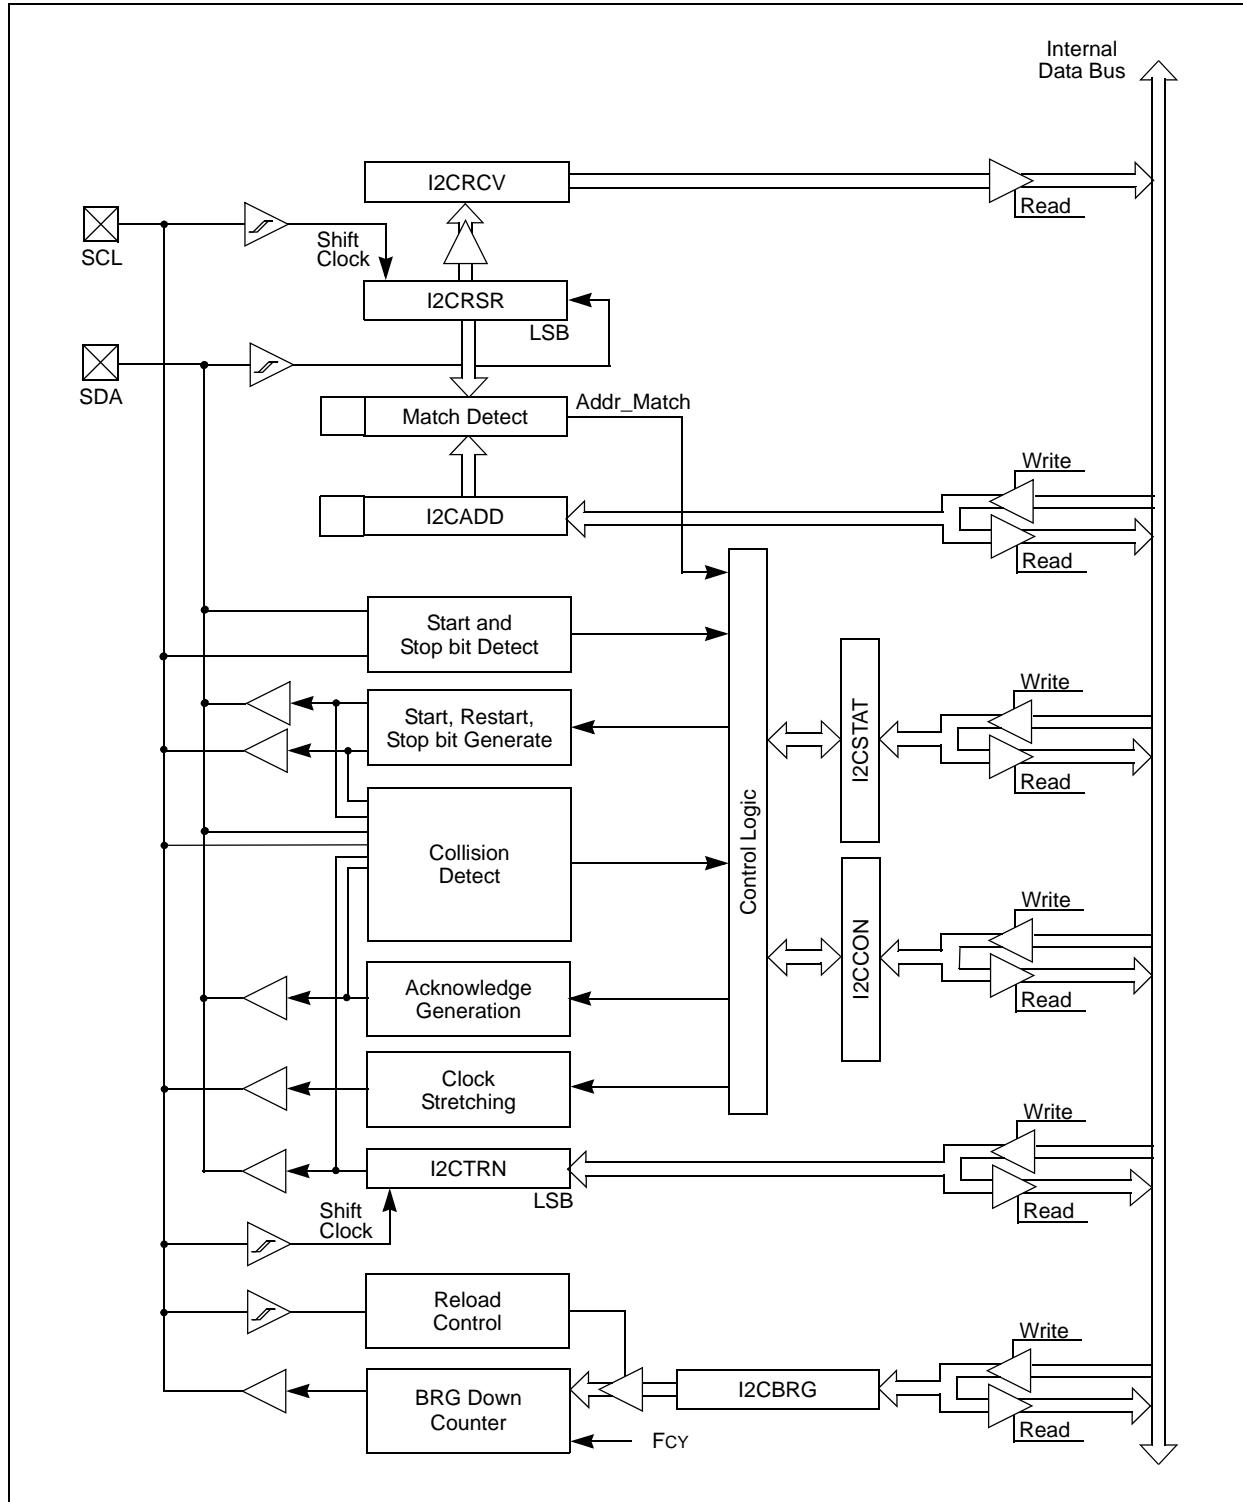 Internal
Data Bus
I2CRCV
Read
SCL
Shift
Clock
I2CRSR
LSB
SDA
Match Detect
Addr_Match
Write
I2CADD
Read
Start and
Stop bit Detect
Write
Start, Restart,
Stop bit Generate
I2CSTAT
Read
Control Logic
Collision
Detect
Write
I2CCON
Acknowledge
Generation
Read
Clock
Stretching
Write
I2CTRN
LSB
Read
Shift
Clock
Reload
Control
Write
I2CBRG
BRG Down
Counter
Read
FCY